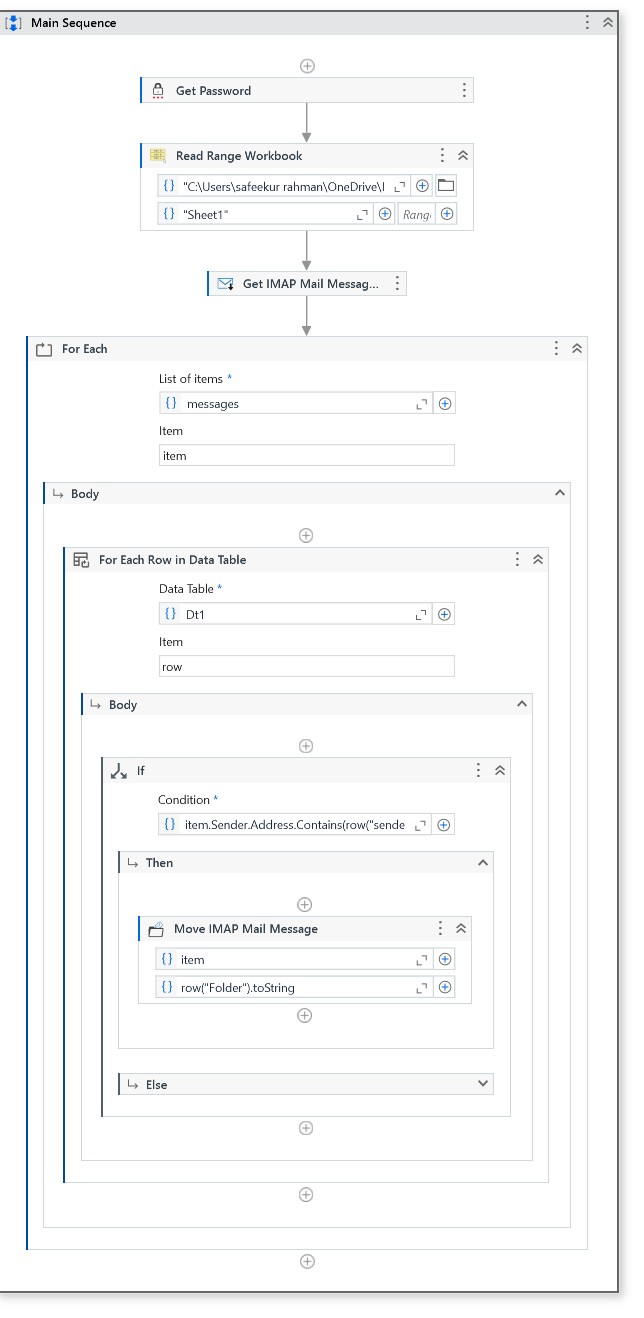 Main Sequence
Get Password
Read Range Workbook
"C:\Users\safeekur rahman\OneDrive\I
"Sheet1" Rang
Get IMAP Mail Messag...
For Each
List of items *
messages
Item
item
Body
For Each Row in Data Table
Data Table *
Dt1
Item
row
Body
If
Condition *
item.Sender.Address.Contains(row("sende
Then
Move IMAP Mail Message
item
row("Folder").toString
Else